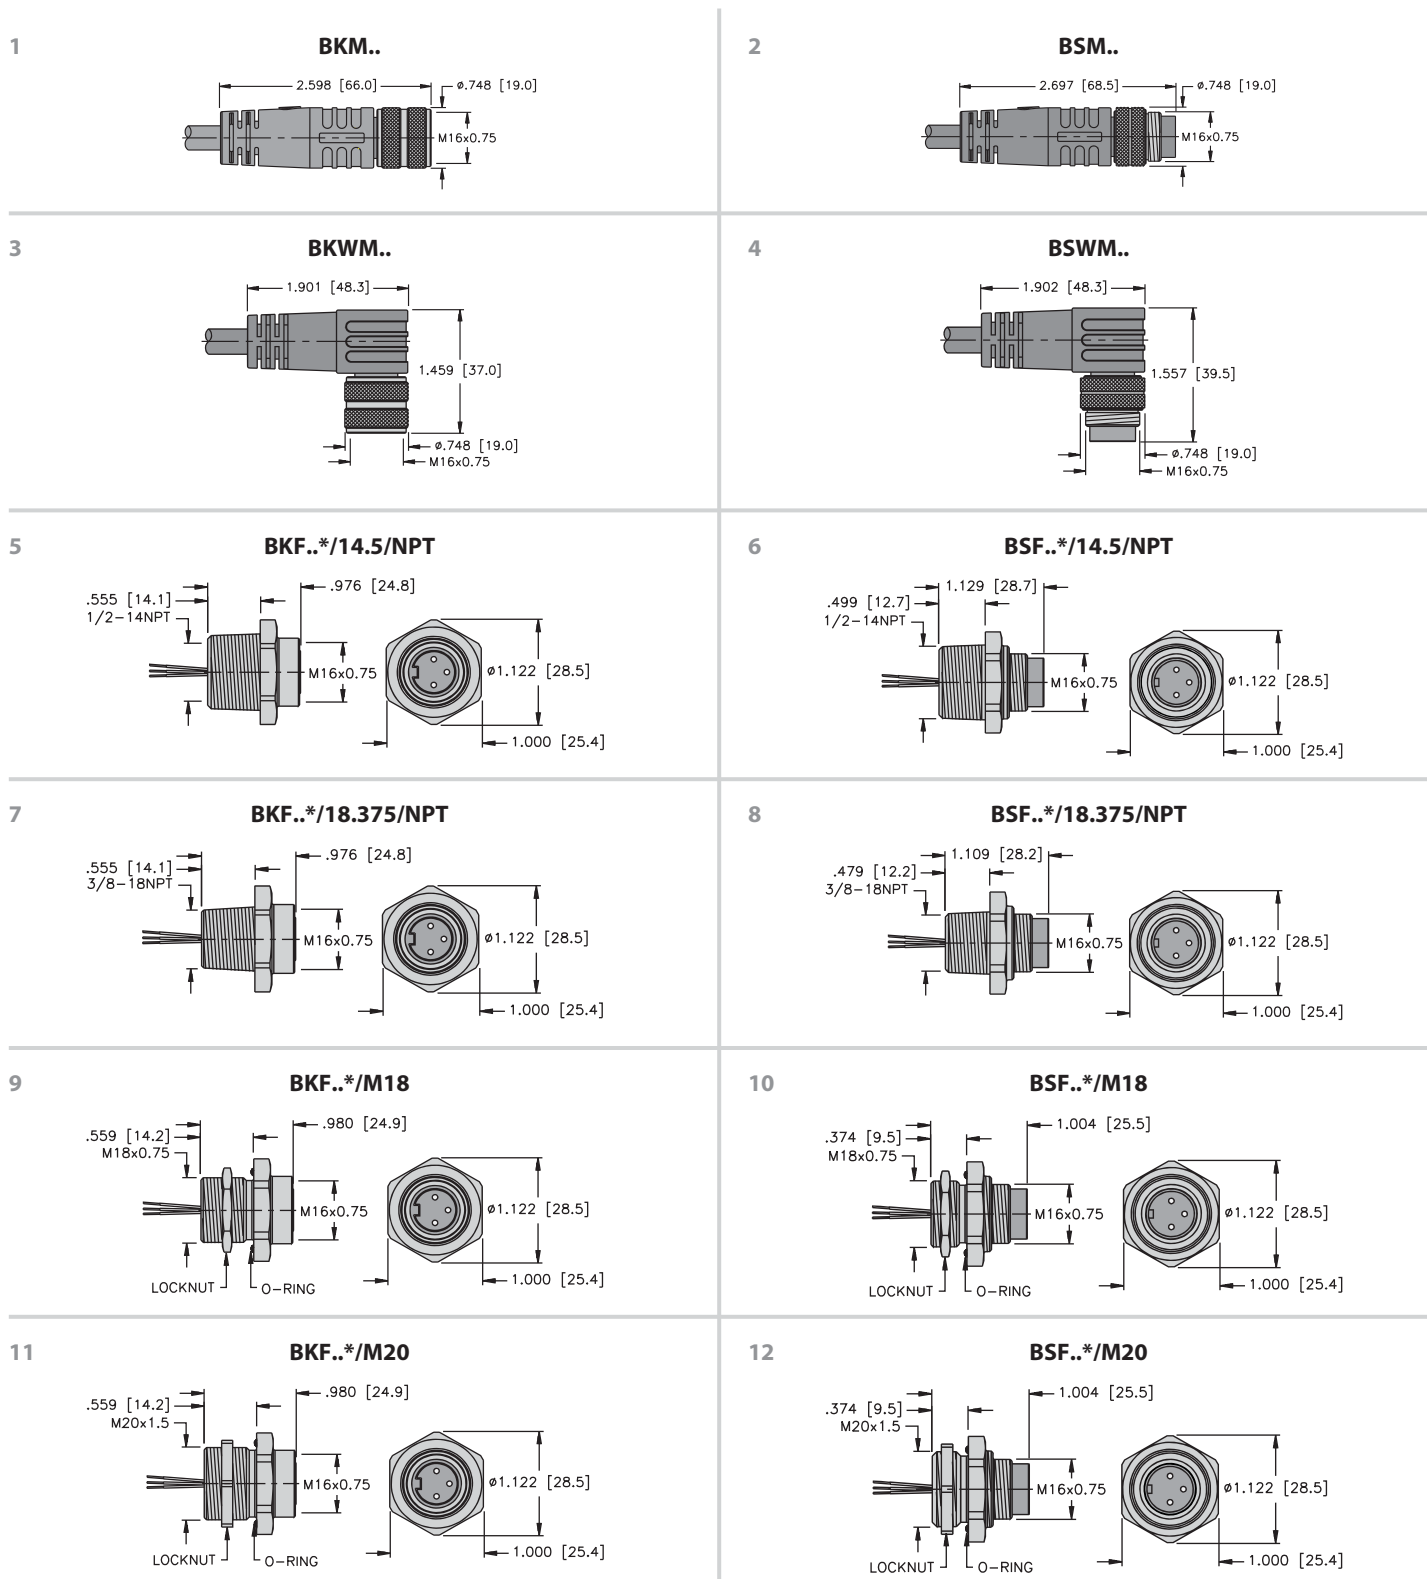 1
BKM..
2.598 [66.0]
ø.748 [19.0]
M16x0.75
2
BSM..
2.697 [68.5]
ø.748 [19.0]
M16x0.75
3
BKWM..
1.901 [48.3]
1.459 [37.0]
ø.748 [19.0]
M16x0.75
4
BSWM..
1.902 [48.3]
1.557 [39.5]
ø.748 [19.0]
M16x0.75
5
BKF..*/14.5/NPT
.976 [24.8]
.555 [14.1]
1/2-14NPT
M16x0.75
ø1.122 [28.5]
1.000 [25.4]
6
BSF..*/14.5/NPT
1.129 [28.7]
.499 [12.7]
1/2-14NPT
M16x0.75
ø1.122 [28.5]
1.000 [25.4]
7
BKF..*/18.375/NPT
.976 [24.8]
.555 [14.1]
3/8-18NPT
M16x0.75
ø1.122 [28.5]
1.000 [25.4]
8
BSF..*/18.375/NPT
1.109 [28.2]
.479 [12.2]
3/8-18NPT
M16x0.75
ø1.122 [28.5]
1.000 [25.4]
9
BKF..*/M18
.980 [24.9]
.559 [14.2]
M18x0.75
M16x0.75
ø1.122 [28.5]
1.000 [25.4]
LOCKNUT
O-RING
10
BSF..*/M18
1.004 [25.5]
.374 [9.5]
M18x0.75
M16x0.75
ø1.122 [28.5]
1.000 [25.4]
LOCKNUT
O-RING
11
BKF..*/M20
.980 [24.9]
.559 [14.2]
M20x1.5
M16x0.75
ø1.122 [28.5]
1.000 [25.4]
LOCKNUT
O-RING
12
BSF..*/M20
1.004 [25.5]
.374 [9.5]
M20x1.5
M16x0.75
ø1.122 [28.5]
1.000 [25.4]
LOCKNUT
O-RING